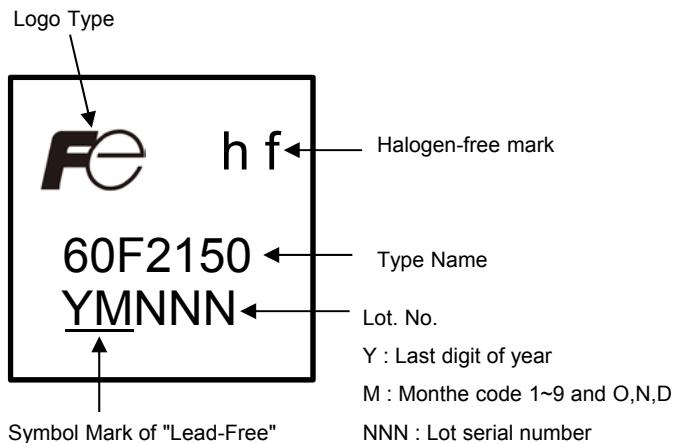 Logo Type
Fe
h f
Halogen-free mark
60F2150
Type Name
YMNNN
Lot. No.
Y : Last digit of year
M : Monthe code 1~9 and O,N,D
Symbol Mark of "Lead-Free"
NNN : Lot serial number